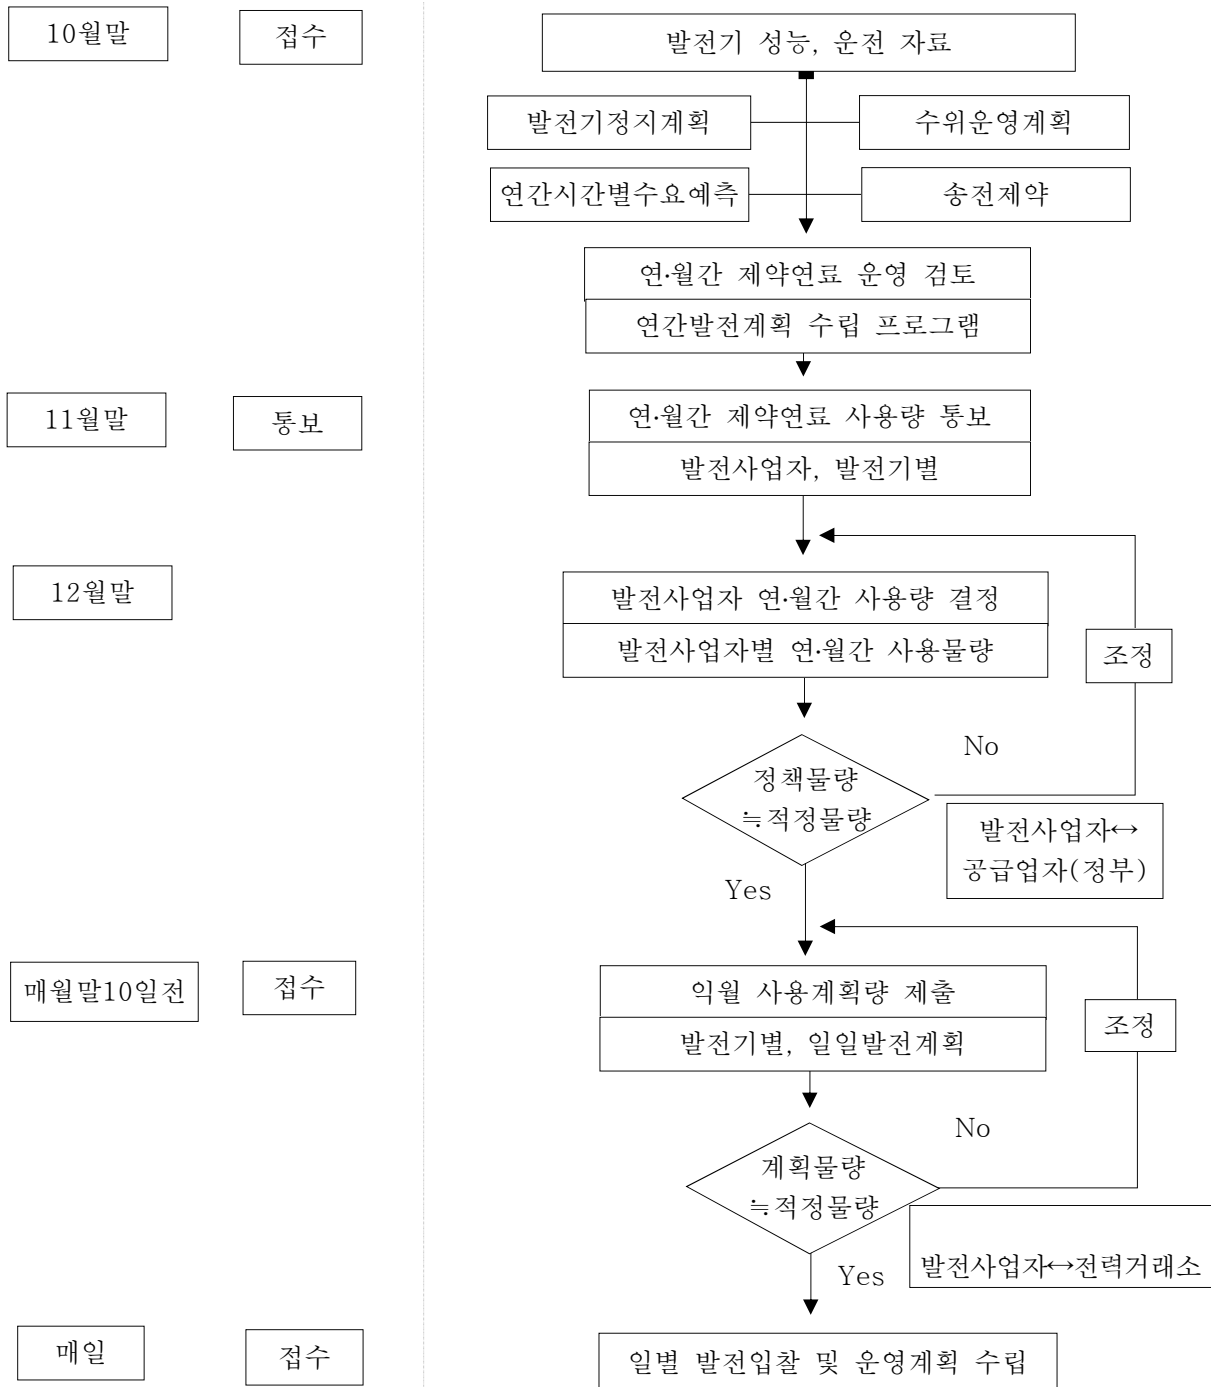 10월말
접수
발전기 성능, 운전 자료
발전기정지계획
수위운영계획
연간시간별수요예측
송전제약
연·월간 제약연료 운영 검토
연간발전계획 수립 프로그램
11월말
통보
연·월간 제약연료 사용량 통보
발전사업자, 발전기별
12월말
발전사업자 연·월간 사용량 결정
발전사업자별 연·월간 사용물량
조정
No
정책물량
≒적정물량
발전사업자↔
공급업자(정부)
Yes
매월말10일전
접수
익월 사용계획량 제출
발전기별, 일일발전계획
조정
No
계획물량
≒적정물량
발전사업자↔전력거래소
Yes
매일
접수
일별 발전입찰 및 운영계획 수립